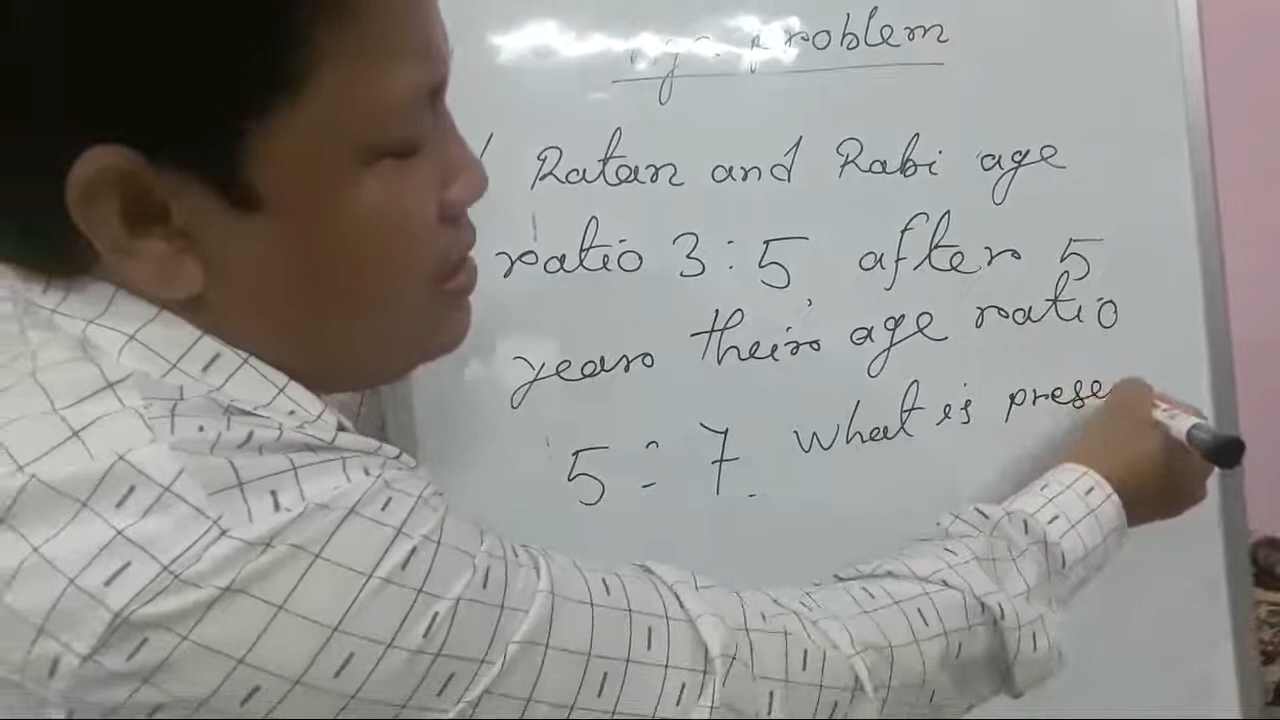 problem
Ratan and Rabi age
ratio 3:5 after 5
years their age ratio
5:7. What is prese